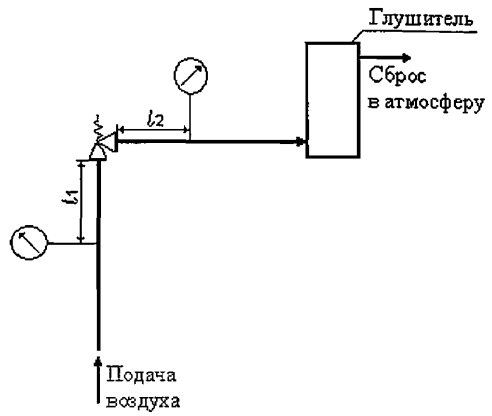 Глушитель
Сброс
в атмосферу
l2
l1
Подача
воздуха